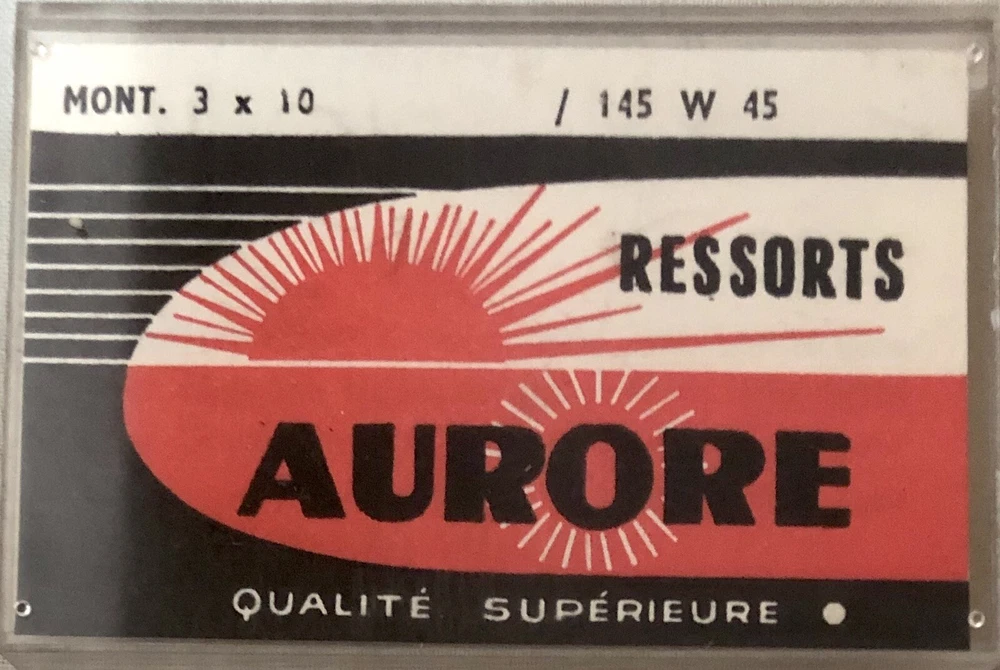 MONT. 3 x 10 / 145 W 45
RESSORTS
AURORE
QUALITÉ SUPÉRIEURE